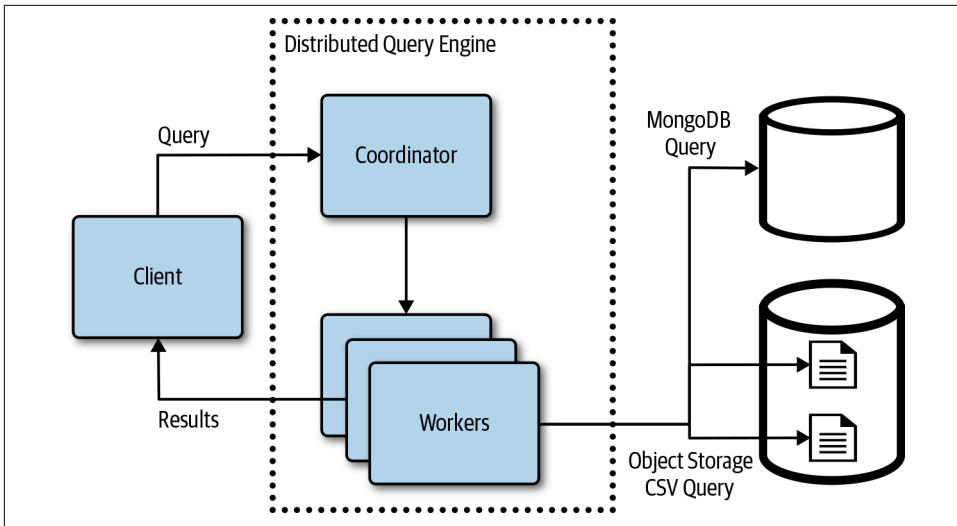 Distributed Query Engine
Query
Coordinator
MongoDB
Query
Client
Results
Workers
Object Storage
CSV Query